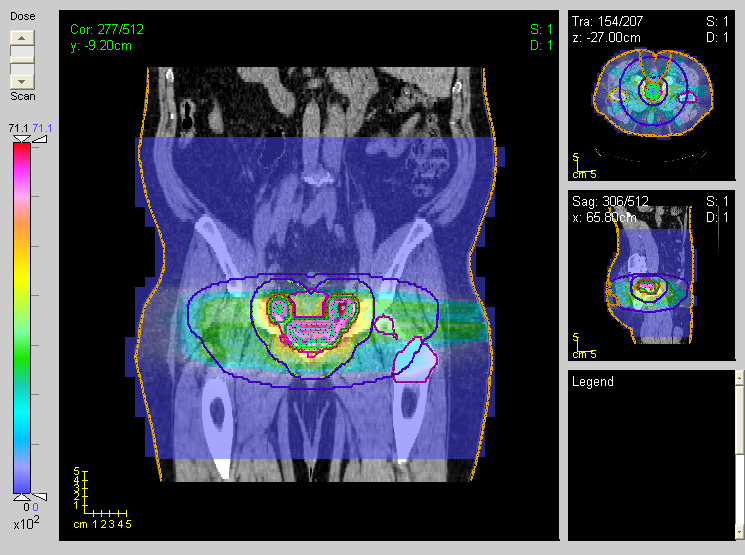 Dose
Scan
71.1 71.1
0 0
x10²
Cor: 277/512
y: -9.20cm
S: 1
D: 1
5
4
3
2
1
cm 1 2 3 4 5
Tra: 154/207
z: -27.00cm
S: 1
D: 1
5
cm 5
Sag: 306/512
x: 65.80cm
S: 1
D: 1
5
cm 5
Legend